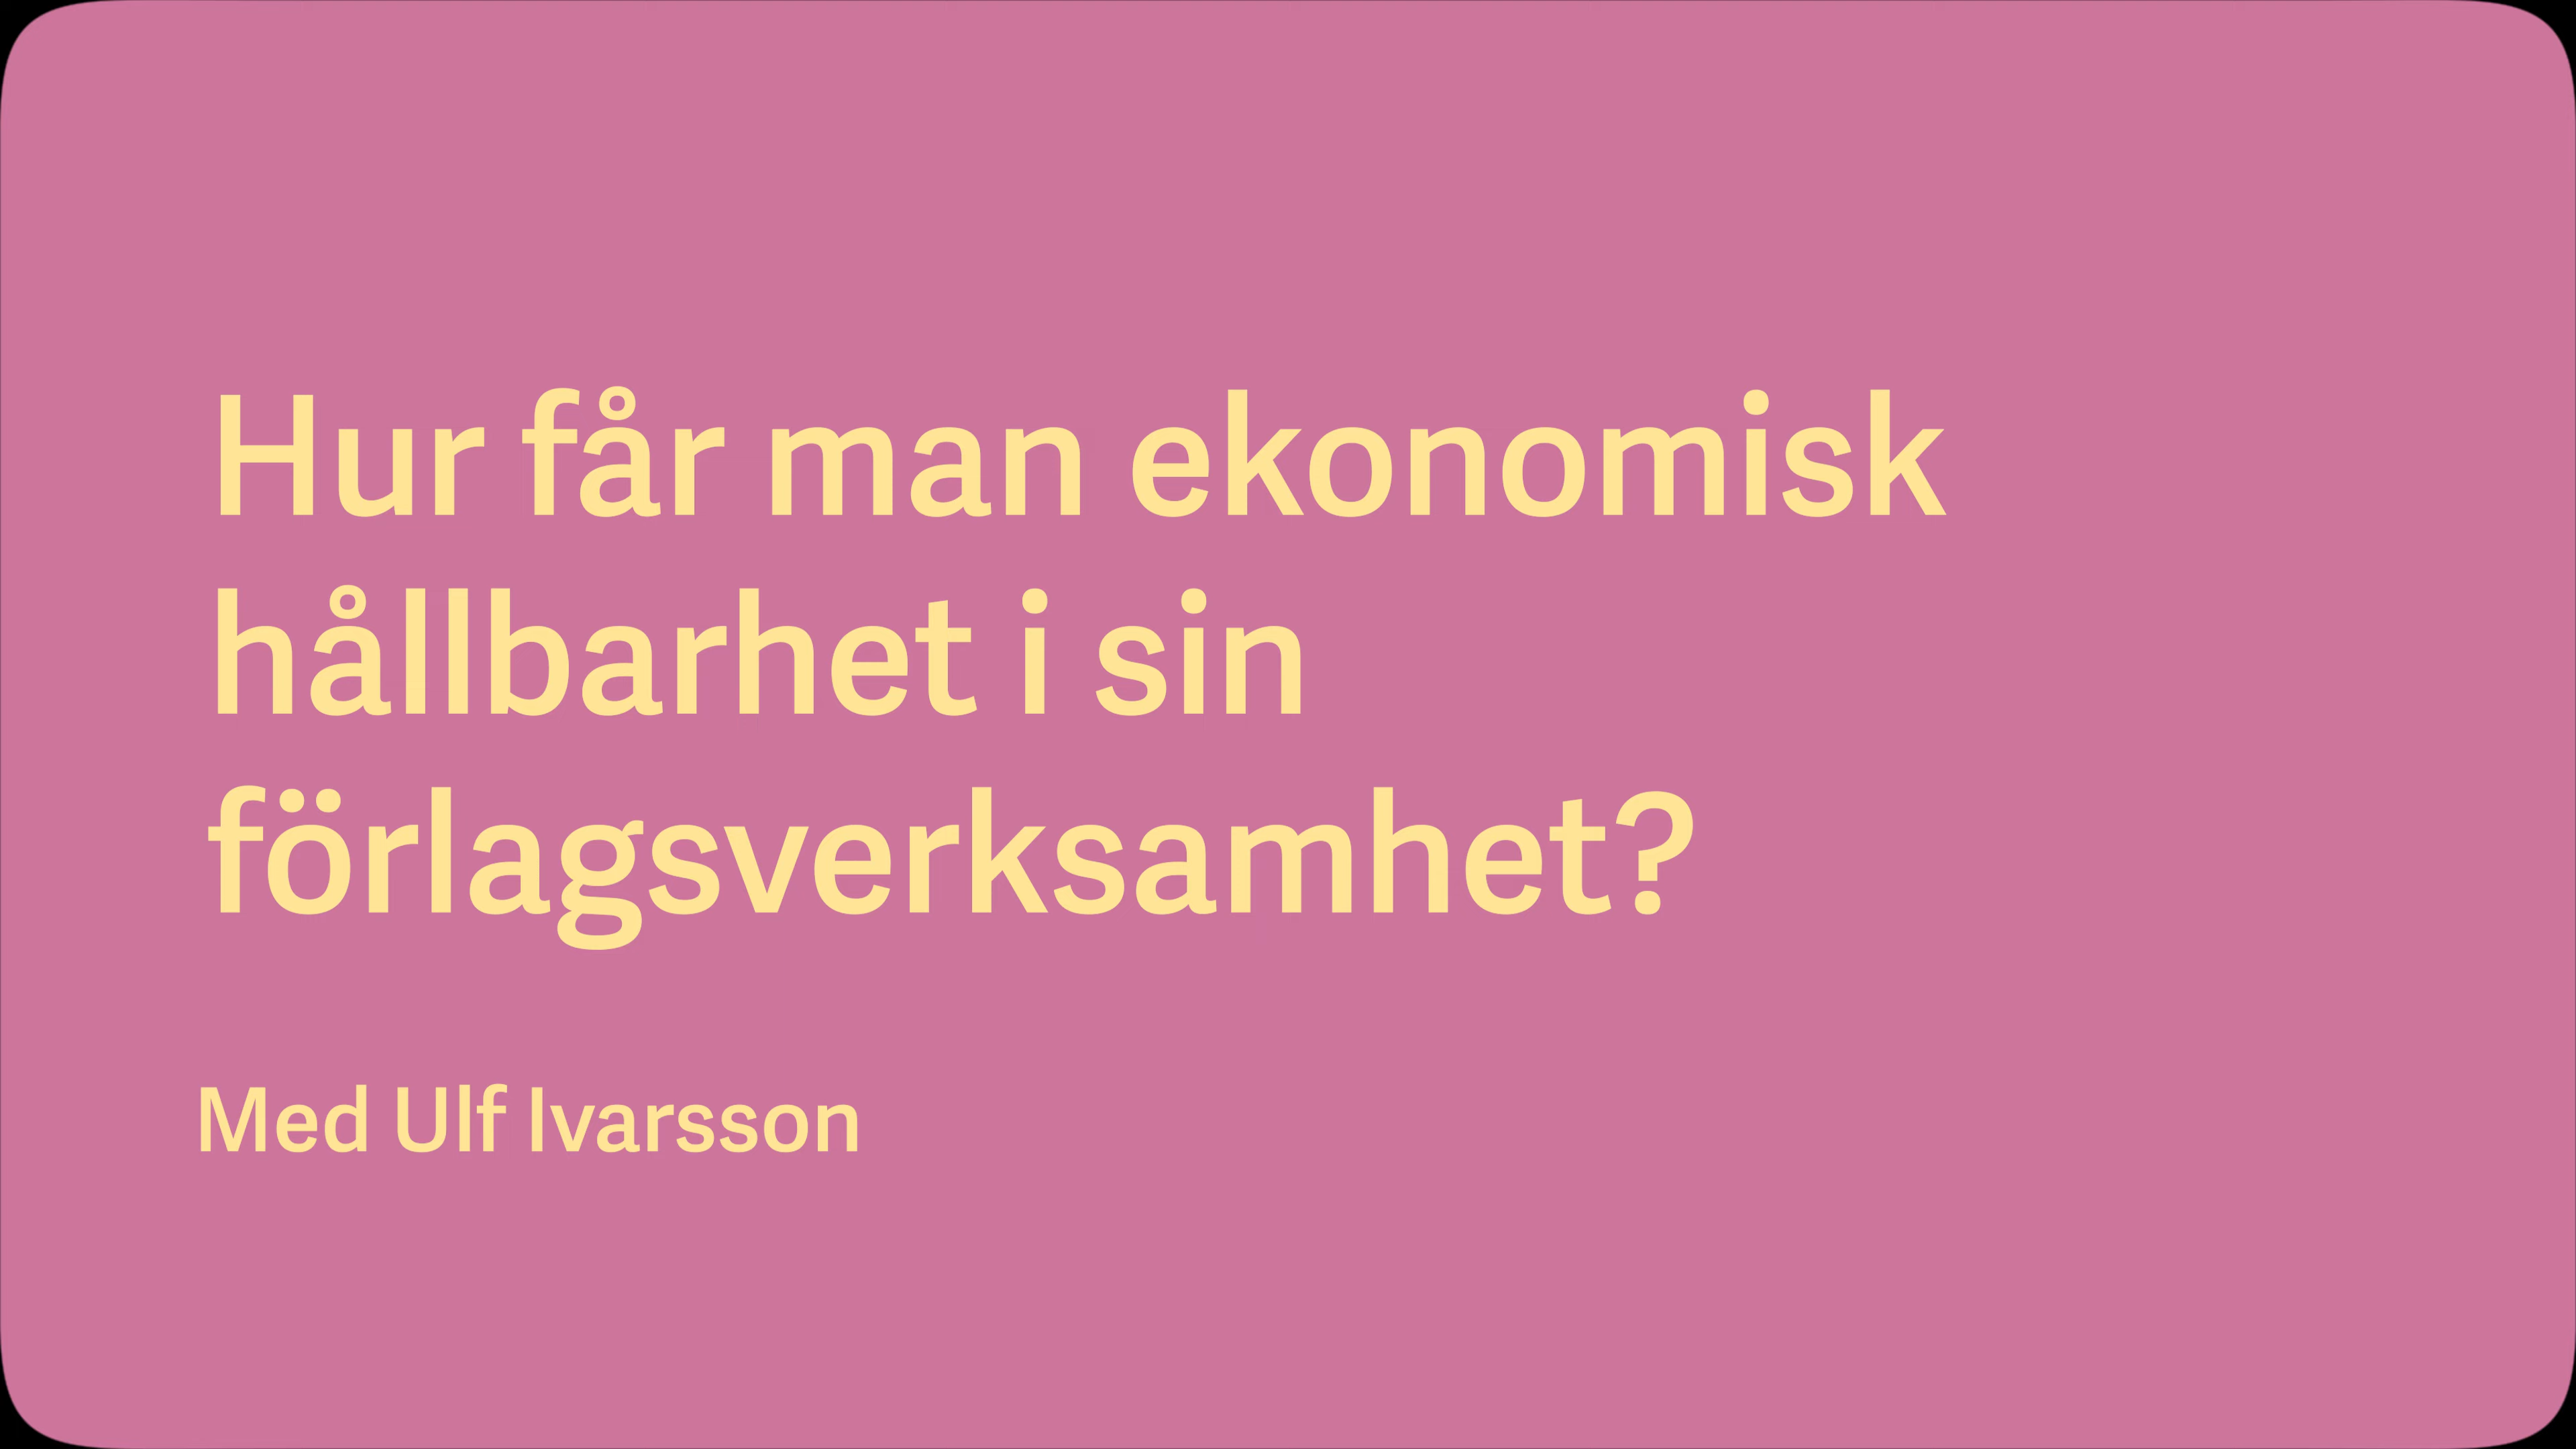 Hur får man ekonomisk
hållbarhet i sin
förlagsverksamhet?
Med Ulf Ivarsson